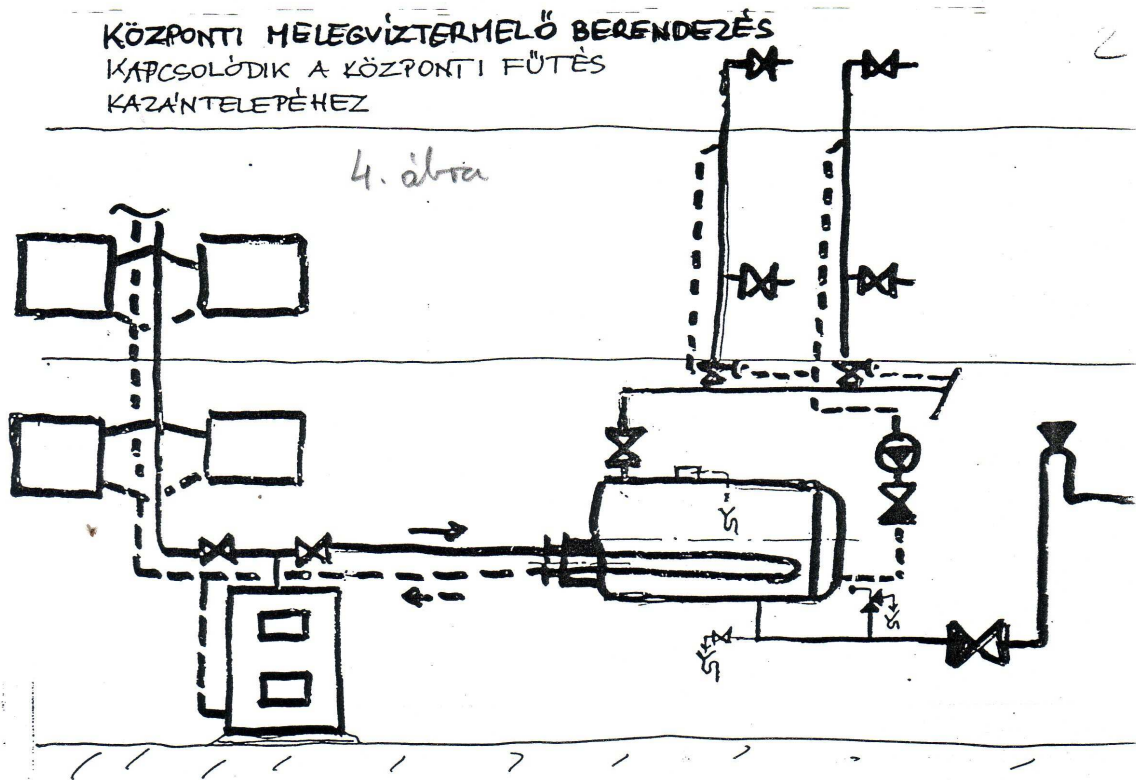 KÖZPONTI MELEGVÍZTERMELŐ BERENDEZÉS
KAPCSOLÓDIK A KÖZPONTI FŰTÉS
KAZÁNTELEPÉHEZ
4. ábra